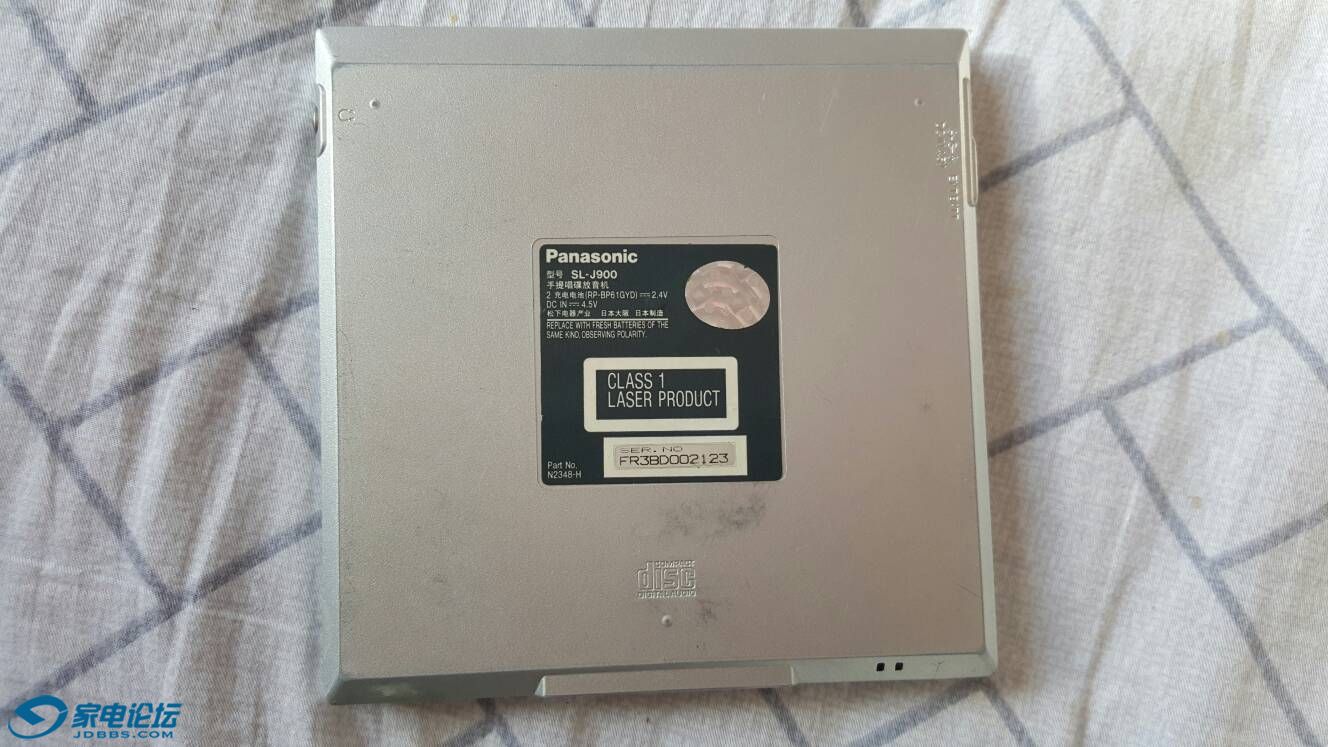 Panasonic
型号 SL-J900
手提唱碟放音机
2 充电电池(RP-BP61GYD) ⎓ 2.4V
DC IN ⎓ 4.5V
松下电器产业 日本大阪 日本制造
REPLACE WITH FRESH BATTERIES OF THE
SAME KIND, OBSERVING POLARITY.
CLASS 1
LASER PRODUCT
SER. NO
FR3BD002123
Part No.
N2348-H
COMPACT
disc
DIGITAL AUDIO
家电论坛
JDBBS.COM